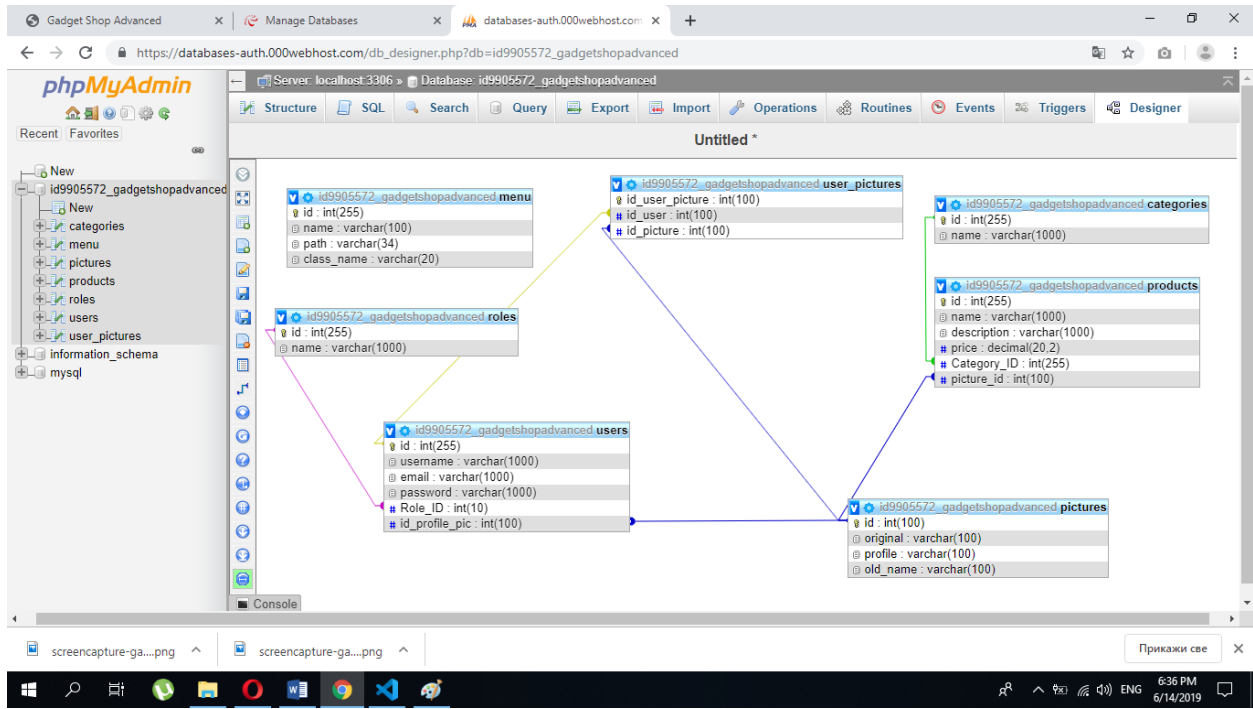 Gadget Shop Advanced
Manage Databases
databases-auth.000webhost.com
https://databases-auth.000webhost.com/db_designer.php?db=id9905572_gadgetshopadvanced
phpMyAdmin
Recent Favorites
New
id9905572_gadgetshopadvanced
New
categories
menu
pictures
products
roles
users
user_pictures
information_schema
mysql
Server: localhost:3306 » Database: id9905572_gadgetshopadvanced
Structure SQL Search Query Export Import Operations Routines Events Triggers Designer
Untitled *
id9905572_gadgetshopadvanced menu
id : int(255)
name : varchar(100)
path : varchar(34)
class_name : varchar(20)
id9905572_gadgetshopadvanced user_pictures
id_user_picture : int(100)
id_user : int(100)
id_picture : int(100)
id9905572_gadgetshopadvanced categories
id : int(255)
name : varchar(1000)
id9905572_gadgetshopadvanced products
id : int(255)
name : varchar(1000)
description : varchar(1000)
price : decimal(20,2)
Category_ID : int(255)
picture_id : int(100)
id9905572_gadgetshopadvanced roles
id : int(255)
name : varchar(1000)
id9905572_gadgetshopadvanced users
id : int(255)
username : varchar(1000)
email : varchar(1000)
password : varchar(1000)
Role_ID : int(10)
id_profile_pic : int(100)
id9905572_gadgetshopadvanced pictures
id : int(100)
original : varchar(100)
profile : varchar(100)
old_name : varchar(100)
Console
screencapture-ga....png
screencapture-ga....png
Прикажи све
ENG
6:36 PM
6/14/2019